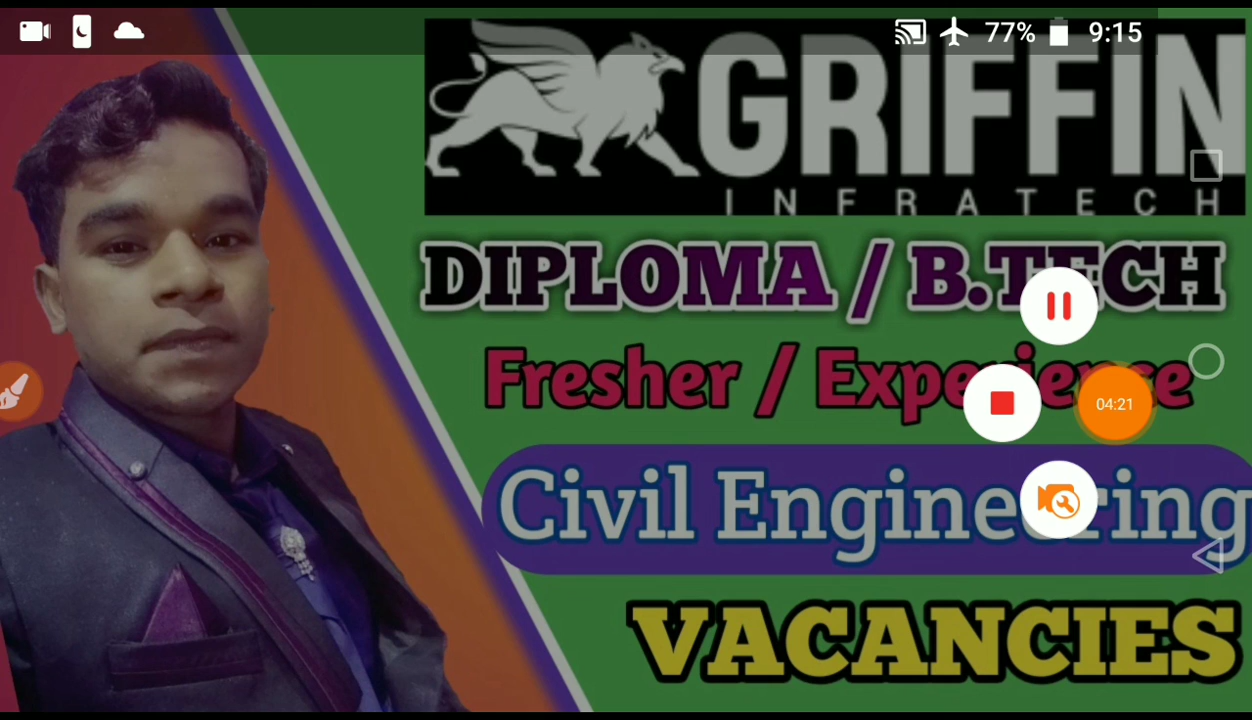 77% 9:15
GRIFFIN
INFRATECH
DIPLOMA / B.TECH
Fresher / Experience
04:21
Civil Engineering
VACANCIES